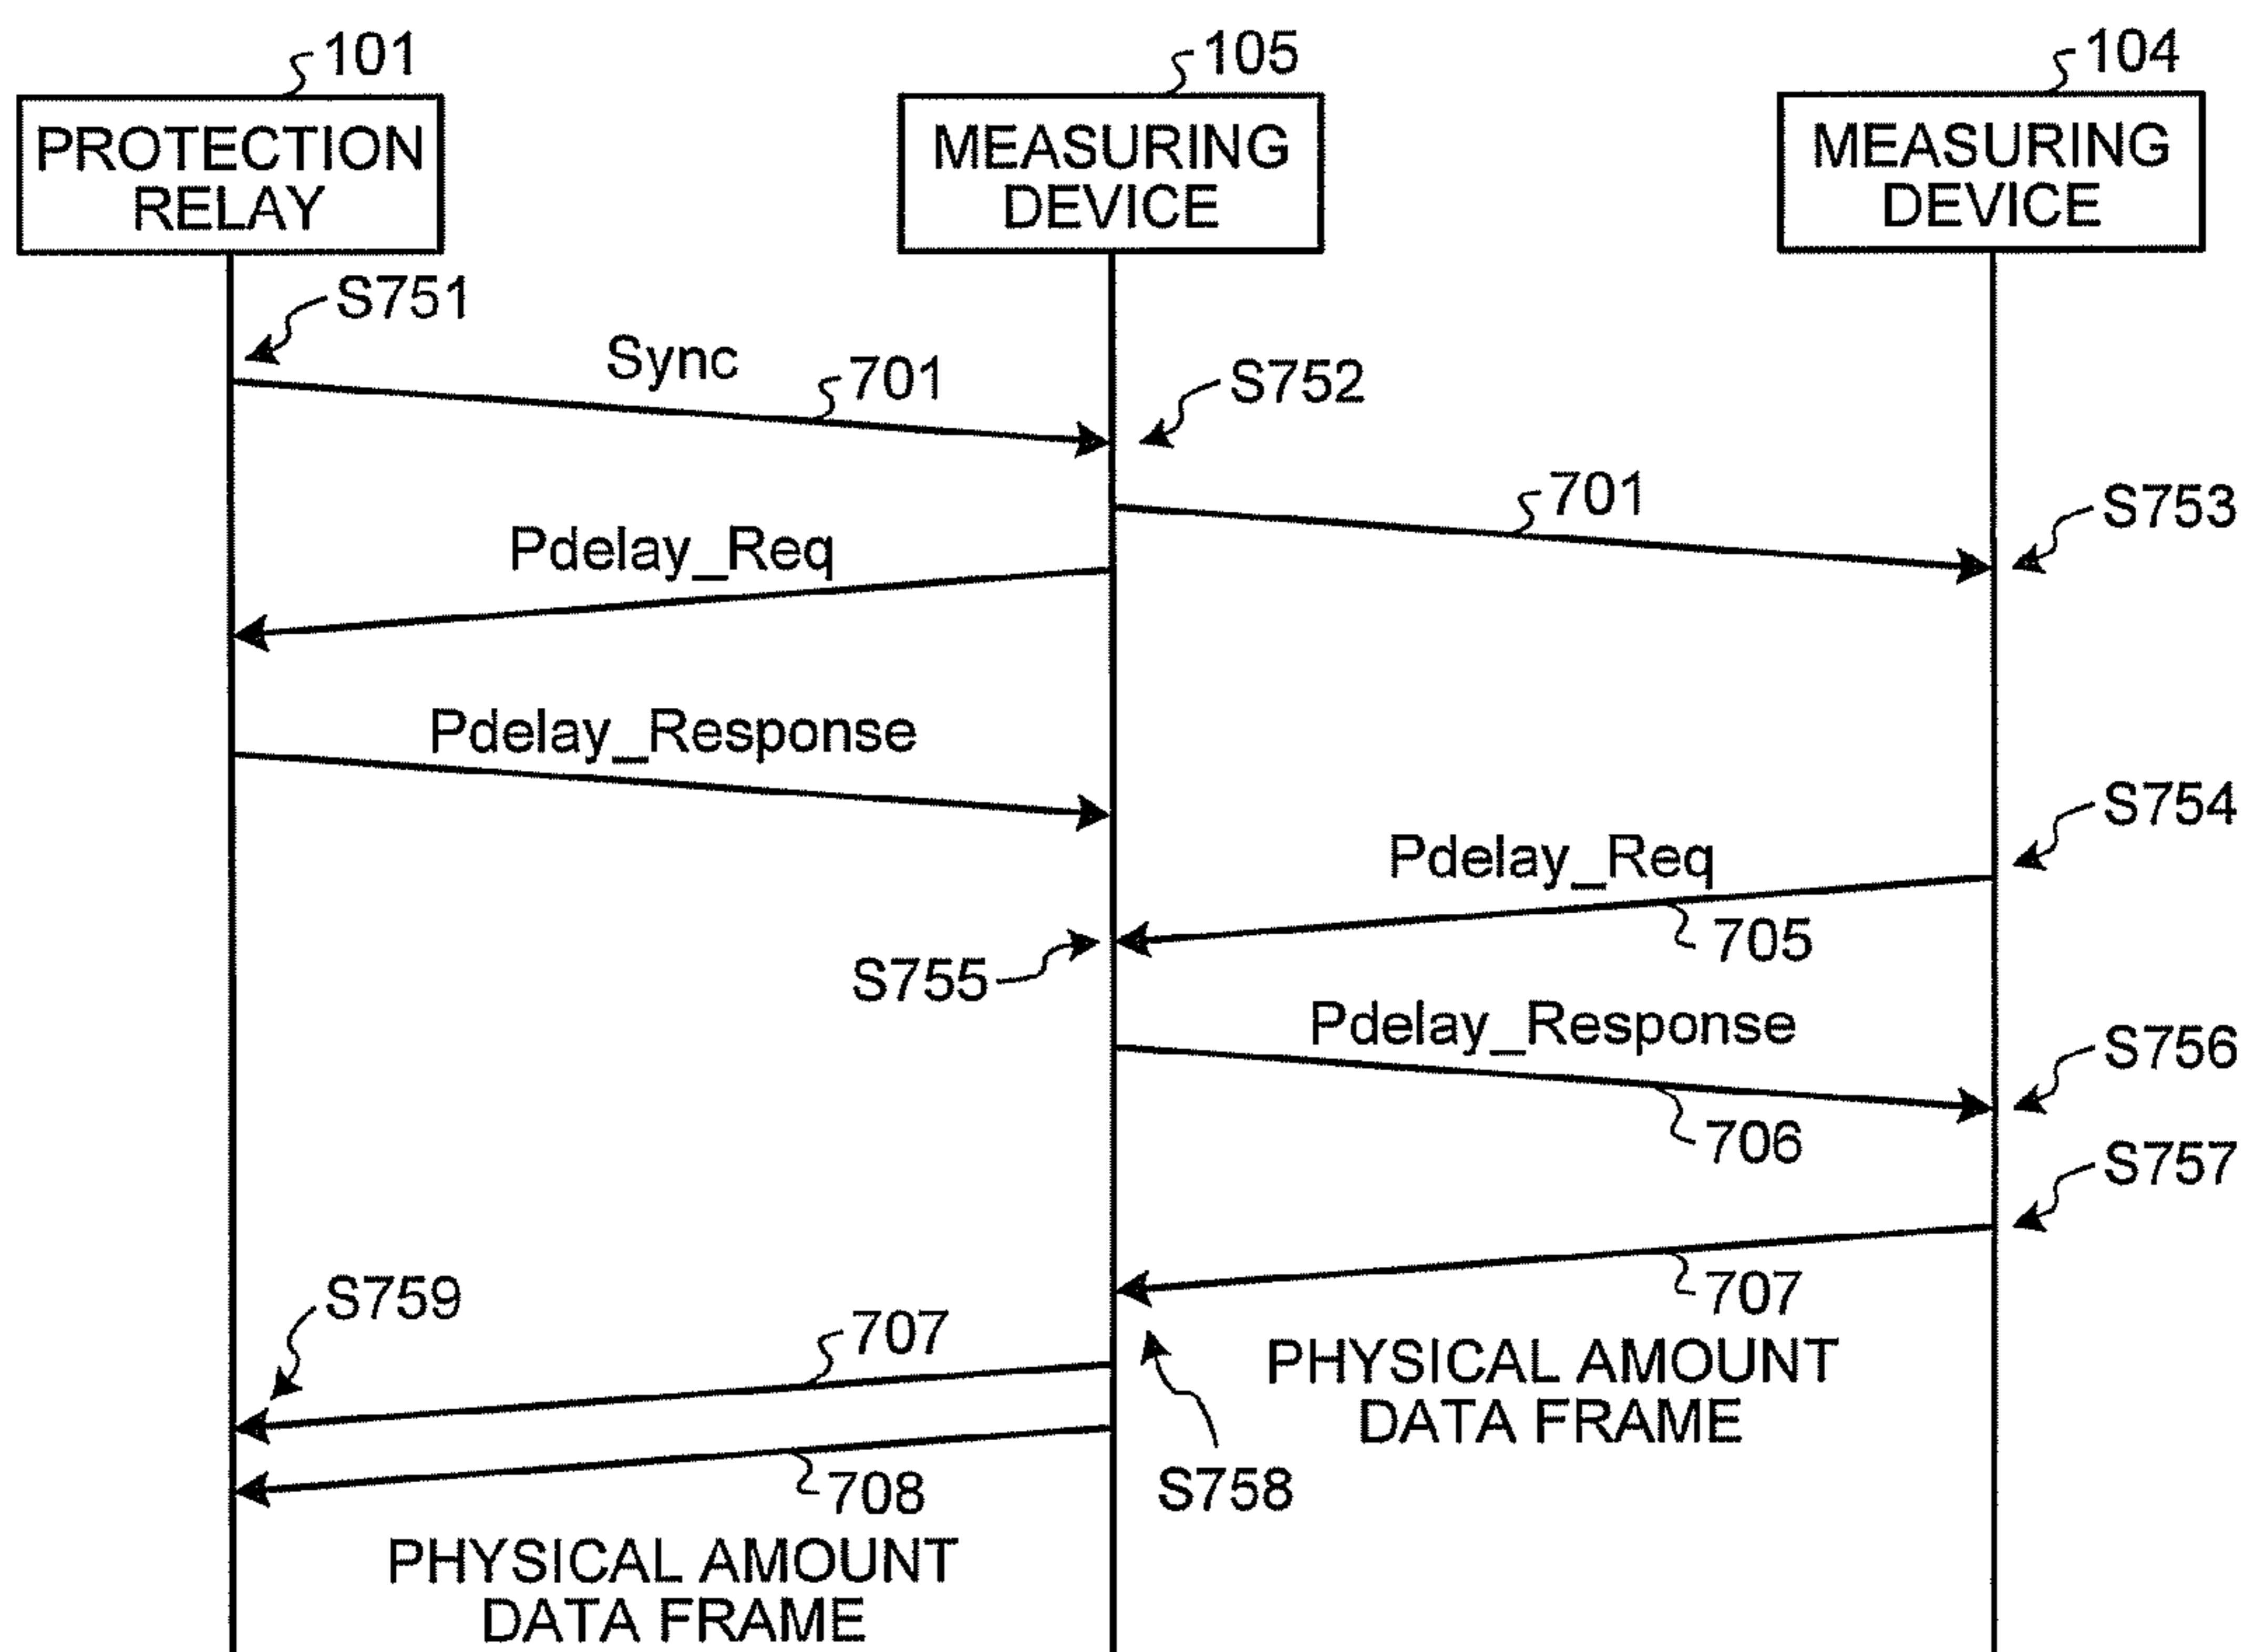 101
105
104
PROTECTION
RELAY
MEASURING
DEVICE
MEASURING
DEVICE
S751
Sync
701
S752
701
S753
Pdelay_Req
Pdelay_Response
S754
Pdelay_Req
705
S755
Pdelay_Response
S756
706
S757
707
S759
707
PHYSICAL AMOUNT
DATA FRAME
708
S758
PHYSICAL AMOUNT
DATA FRAME